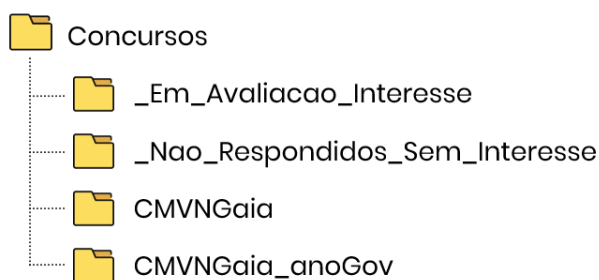 Concursos
_Em_Avaliacao_Interesse
_Nao_Respondidos_Sem_Interesse
CMVNGaia
CMVNGaia_anoGov